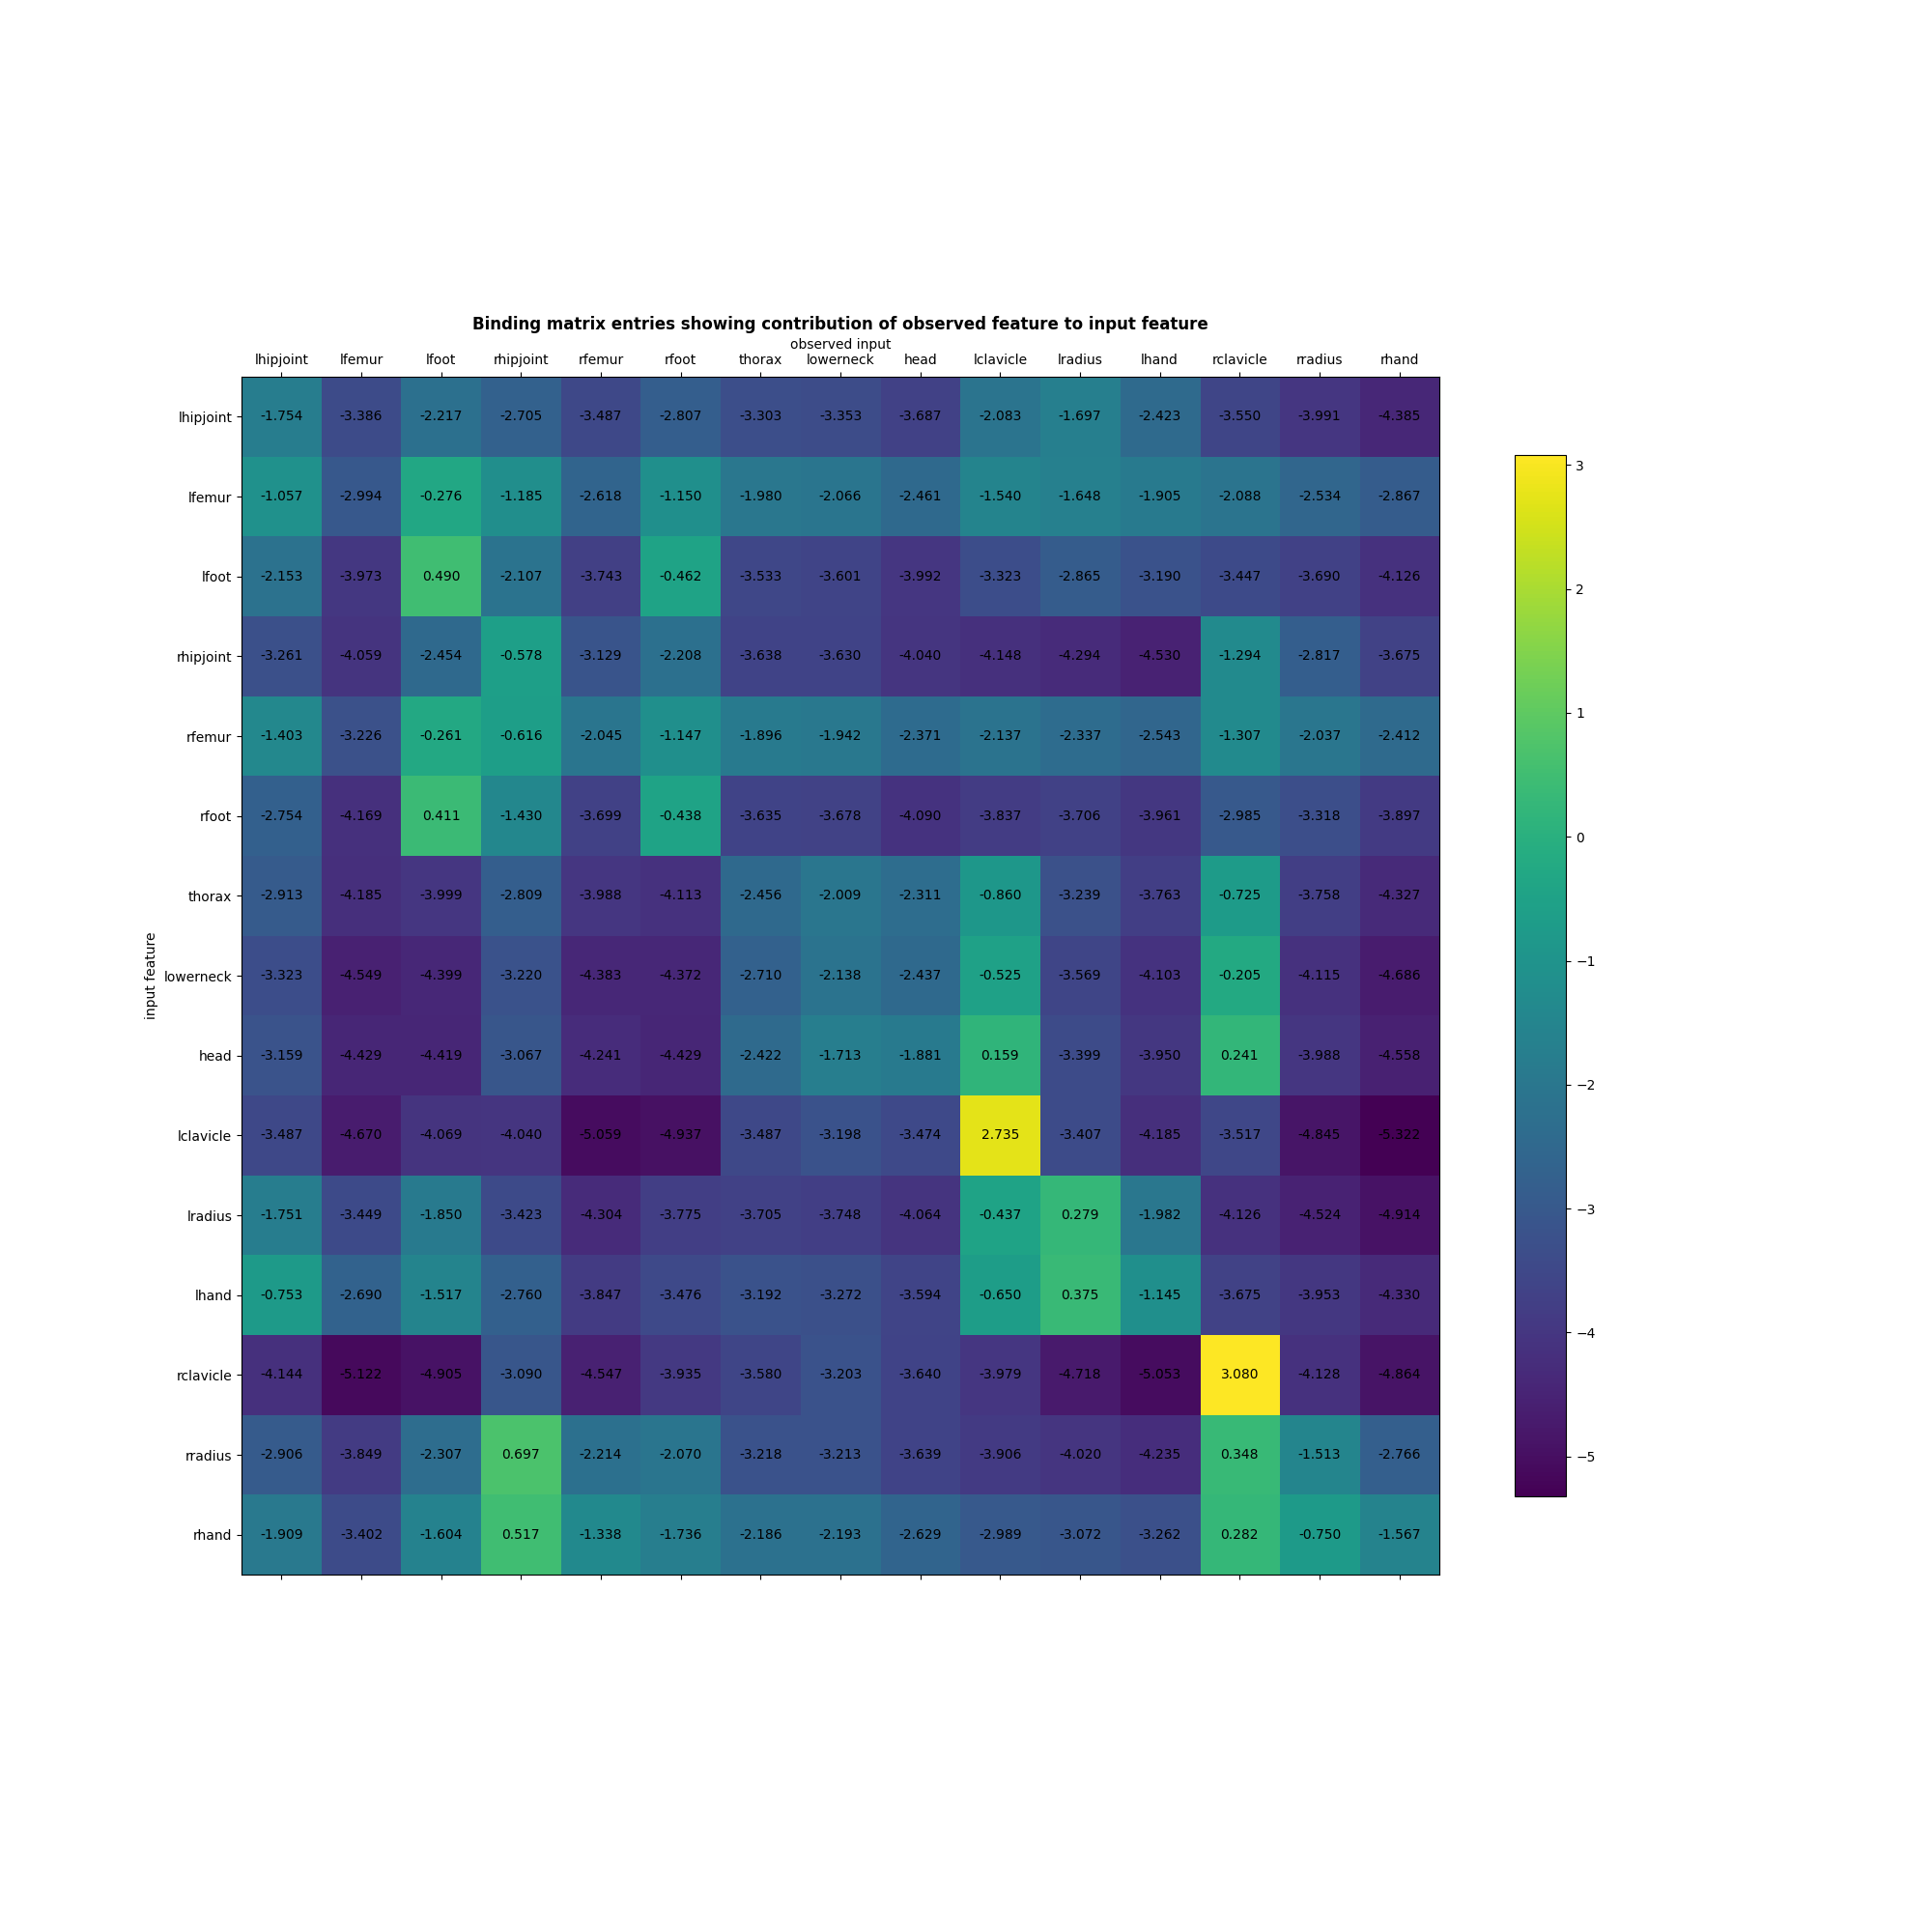 Binding matrix entries showing contribution of observed feature to input feature
observed input
lhipjoint lfemur lfoot rhipjoint rfemur rfoot thorax lowerneck head lclavicle lradius lhand rclavicle rradius rhand
lhipjoint -1.754 -3.386 -2.217 -2.705 -3.487 -2.807 -3.303 -3.353 -3.687 -2.083 -1.697 -2.423 -3.550 -3.991 -4.385
lfemur -1.057 -2.994 -0.276 -1.185 -2.618 -1.150 -1.980 -2.066 -2.461 -1.540 -1.648 -1.905 -2.088 -2.534 -2.867
lfoot -2.153 -3.973 0.490 -2.107 -3.743 -0.462 -3.533 -3.601 -3.992 -3.323 -2.865 -3.190 -3.447 -3.690 -4.126
rhipjoint -3.261 -4.059 -2.454 -0.578 -3.129 -2.208 -3.638 -3.630 -4.040 -4.148 -4.294 -4.530 -1.294 -2.817 -3.675
rfemur -1.403 -3.226 -0.261 -0.616 -2.045 -1.147 -1.896 -1.942 -2.371 -2.137 -2.337 -2.543 -1.307 -2.037 -2.412
rfoot -2.754 -4.169 0.411 -1.430 -3.699 -0.438 -3.635 -3.678 -4.090 -3.837 -3.706 -3.961 -2.985 -3.318 -3.897
thorax -2.913 -4.185 -3.999 -2.809 -3.988 -4.113 -2.456 -2.009 -2.311 -0.860 -3.239 -3.763 -0.725 -3.758 -4.327
lowerneck -3.323 -4.549 -4.399 -3.220 -4.383 -4.372 -2.710 -2.138 -2.437 -0.525 -3.569 -4.103 -0.205 -4.115 -4.686
head -3.159 -4.429 -4.419 -3.067 -4.241 -4.429 -2.422 -1.713 -1.881 0.159 -3.399 -3.950 0.241 -3.988 -4.558
lclavicle -3.487 -4.670 -4.069 -4.040 -5.059 -4.937 -3.487 -3.198 -3.474 2.735 -3.407 -4.185 -3.517 -4.845 -5.322
lradius -1.751 -3.449 -1.850 -3.423 -4.304 -3.775 -3.705 -3.748 -4.064 -0.437 0.279 -1.982 -4.126 -4.524 -4.914
lhand -0.753 -2.690 -1.517 -2.760 -3.847 -3.476 -3.192 -3.272 -3.594 -0.650 0.375 -1.145 -3.675 -3.953 -4.330
rclavicle -4.144 -5.122 -4.905 -3.090 -4.547 -3.935 -3.580 -3.203 -3.640 -3.979 -4.718 -5.053 3.080 -4.128 -4.864
rradius -2.906 -3.849 -2.307 0.697 -2.214 -2.070 -3.218 -3.213 -3.639 -3.906 -4.020 -4.235 0.348 -1.513 -2.766
rhand -1.909 -3.402 -1.604 0.517 -1.338 -1.736 -2.186 -2.193 -2.629 -2.989 -3.072 -3.262 0.282 -0.750 -1.567
input feature
3
2
1
0
−1
−2
−3
−4
−5